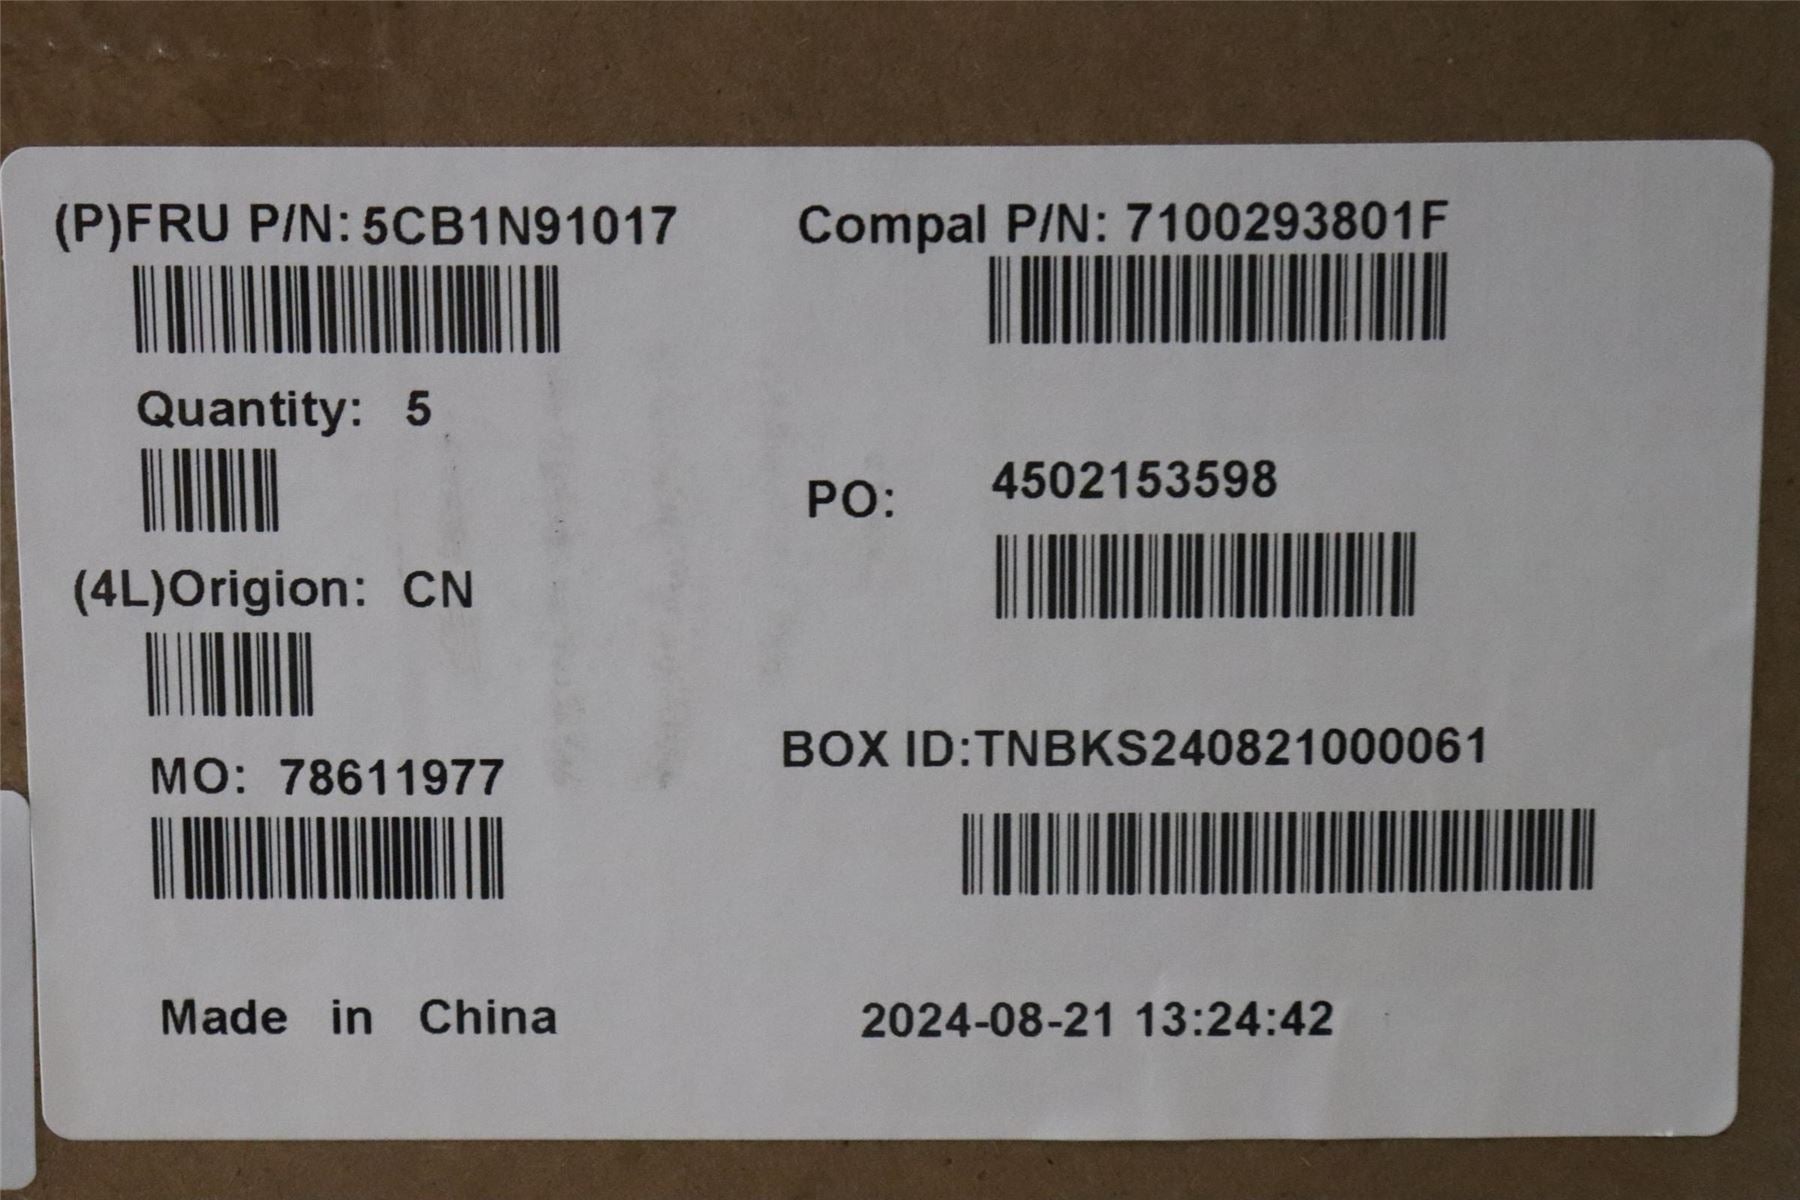 (P)FRU P/N: 5CB1N91017
Compal P/N: 7100293801F
Quantity: 5
PO: 4502153598
(4L)Origion: CN
BOX ID:TNBKS240821000061
MO: 78611977
Made in China
2024-08-21 13:24:42